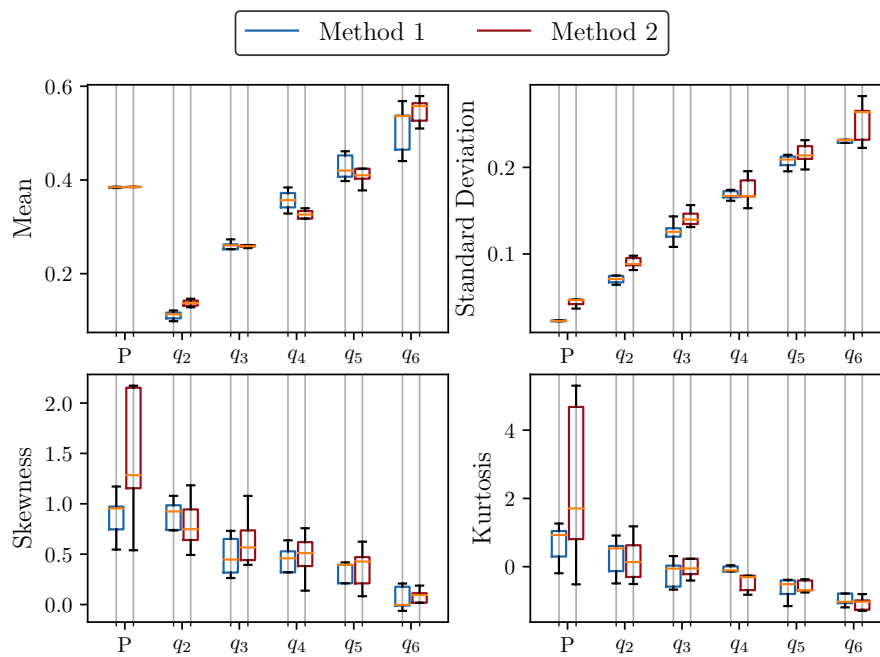 Method 1 Method 2
Mean
0.6
0.4
0.2
P q₂ q₃ q₄ q₅ q₆
Standard Deviation
0.2
0.1
P q₂ q₃ q₄ q₅ q₆
Skewness
2.0
1.5
1.0
0.5
0.0
P q₂ q₃ q₄ q₅ q₆
Kurtosis
4
2
0
P q₂ q₃ q₄ q₅ q₆